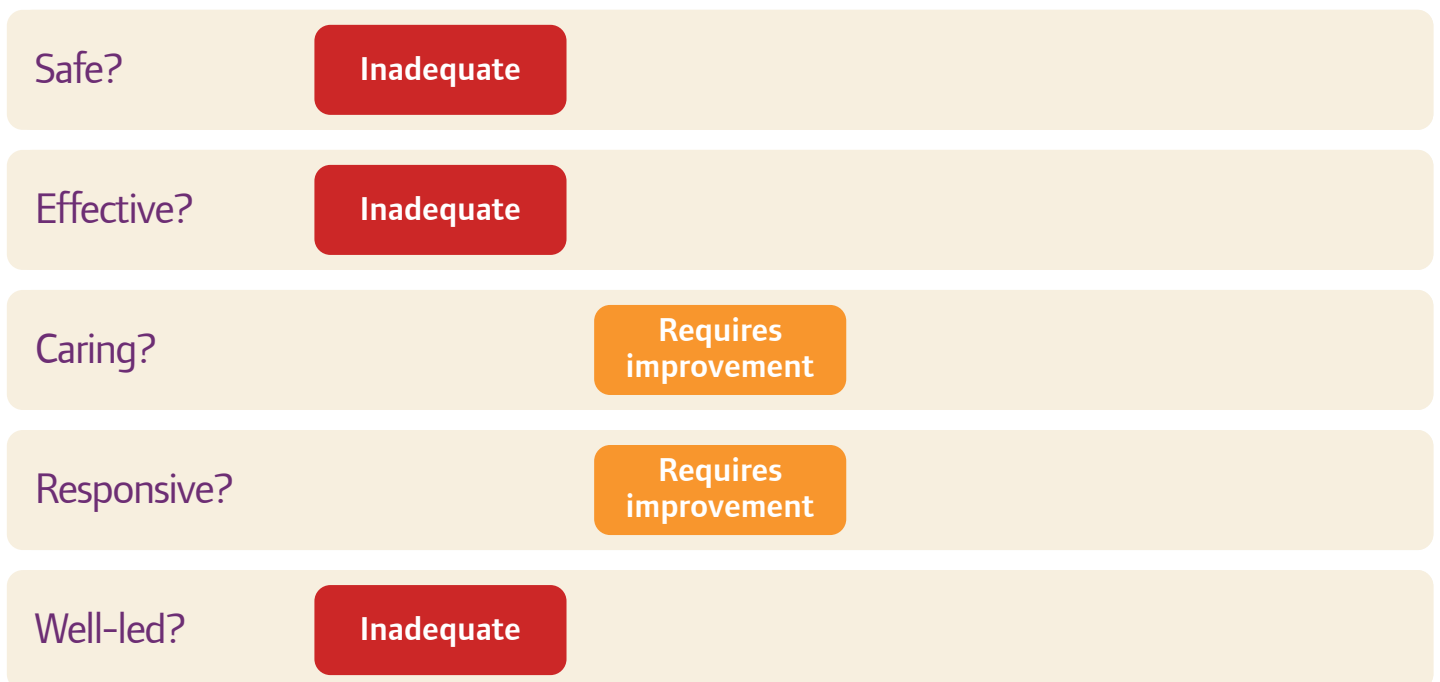 Safe?
Inadequate
Effective?
Inadequate
Caring?
Requires
improvement
Responsive?
Requires
improvement
Well-led?
Inadequate